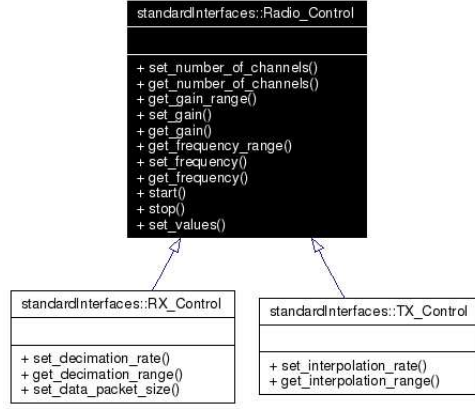 standardInterfaces::Radio_Control
+ set_number_of_channels()
+ get_number_of_channels()
+ get_gain_range()
+ set_gain()
+ get_gain()
+ get_frequency_range()
+ set_frequency()
+ get_frequency()
+ start()
+ stop()
+ set_values()
standardInterfaces::RX_Control
+ set_decimation_rate()
+ get_decimation_range()
+ set_data_packet_size()
standardInterfaces::TX_Control
+ set_interpolation_rate()
+ get_interpolation_range()